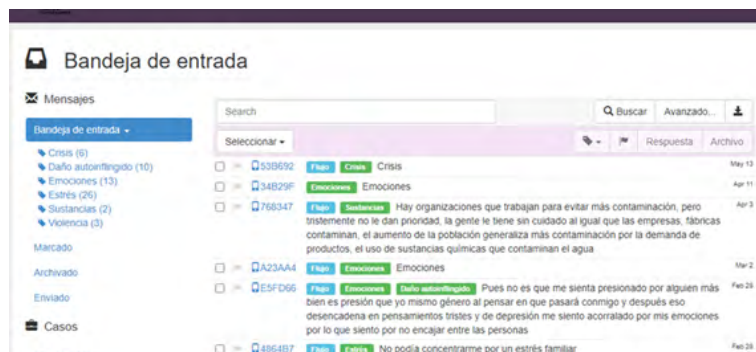 Bandeja de entrada
Mensajes
Bandeja de entrada
Crisis (6)
Daño autoinflingido (10)
Emociones (13)
Estrés (26)
Sustancias (2)
Violencia (3)
Marcado
Archivado
Enviado
Casos
Search
Buscar Avanzado...
Seleccionar
Respuesta Archivo
53B692 Flujo Crisis Crisis May 13
34B29F Emociones Emociones Apr 11
768347 Flujo Sustancias Hay organizaciones que trabajan para evitar más contaminación, pero Apr 3
tristemente no le dan prioridad, la gente le tiene sin cuidado al igual que las empresas, fábricas
contaminan, el aumento de la población generaliza más contaminación por la demanda de
productos, el uso de sustancias químicas que contaminan el agua
A23AA4 Flujo Emociones Emociones Mar 2
E5FD66 Flujo Emociones Daño autoinflingido Pues no es que me sienta presionado por alguien más Feb 28
bien es presión que yo mismo género al pensar en que pasará conmigo y después eso
desencadena en pensamientos tristes y de depresión me siento acorralado por mis emociones
por lo que siento por no encajar entre las personas
4864B7 Flujo Estrés No podía concentrarme por un estrés familiar Feb 28